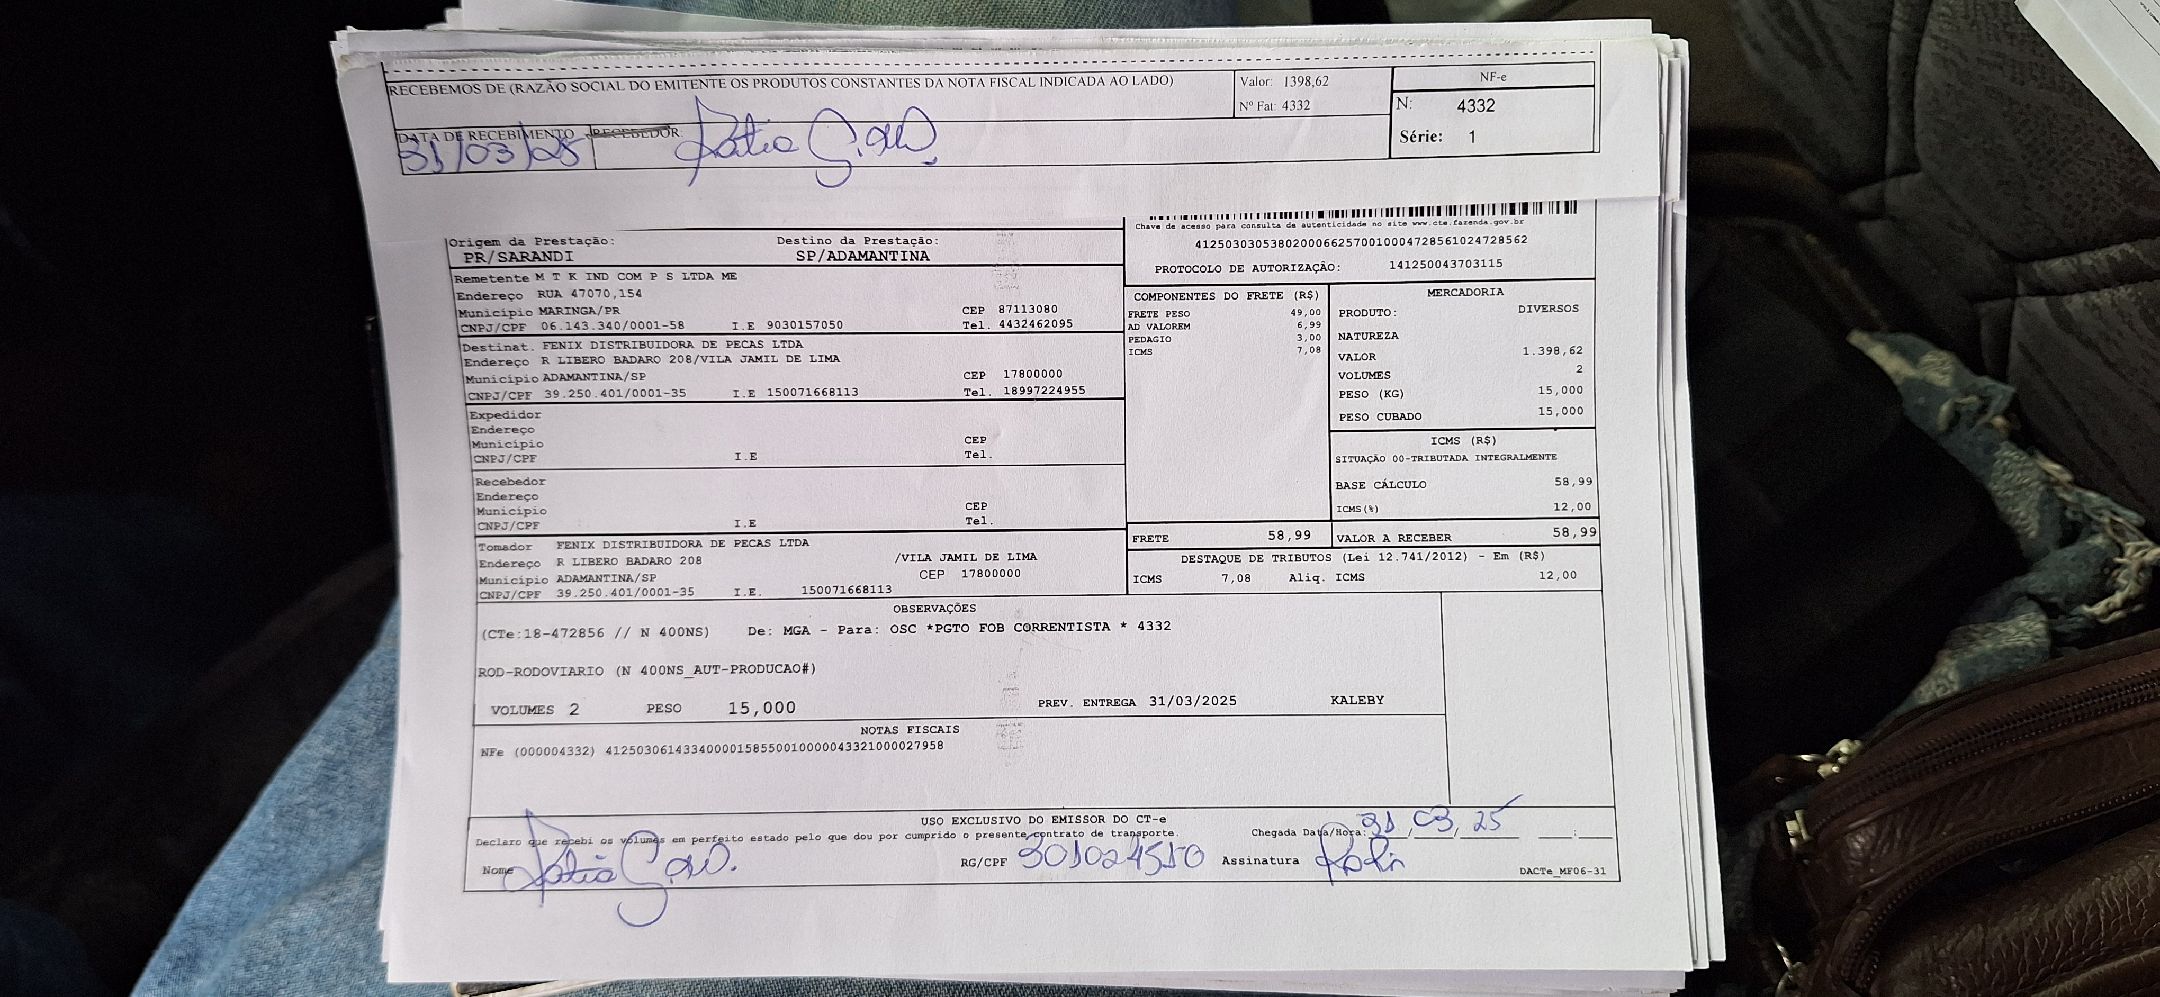 RECEBEMOS DE (RAZÃO SOCIAL DO EMITENTE OS PRODUTOS CONSTANTES DA NOTA FISCAL INDICADA AO LADO)
Valor: 1398,62
Nº Fat: 4332
NF-e
N: 4332
Série: 1
DATA DE RECEBIMENTO
31/03/25
RECEBEDOR:
Chave de acesso para consulta de autenticidade no site www.cte.fazenda.gov.br
41250303053802000662570010004728561024728562
PROTOCOLO DE AUTORIZAÇÃO: 141250043703115
Origem da Prestação: Destino da Prestação:
PR/SARANDI SP/ADAMANTINA
Remetente M T K IND COM P S LTDA ME
Endereço RUA 47070,154
Município MARINGA/PR CEP 87113080
CNPJ/CPF 06.143.340/0001-58 I.E 9030157050 Tel. 4432462095
Destinat. FENIX DISTRIBUIDORA DE PECAS LTDA
Endereço R LIBERO BADARO 208/VILA JAMIL DE LIMA
Município ADAMANTINA/SP CEP 17800000
CNPJ/CPF 39.250.401/0001-35 I.E 150071668113 Tel. 18997224955
Expedidor
Endereço
Município CEP
CNPJ/CPF I.E Tel.
Recebedor
Endereço
Município CEP
CNPJ/CPF I.E Tel.
Tomador FENIX DISTRIBUIDORA DE PECAS LTDA
Endereço R LIBERO BADARO 208 /VILA JAMIL DE LIMA
Município ADAMANTINA/SP CEP 17800000
CNPJ/CPF 39.250.401/0001-35 I.E. 150071668113
COMPONENTES DO FRETE (R$)
FRETE PESO 49,00
AD VALOREM 6,99
PEDAGIO 3,00
ICMS 7,08
MERCADORIA
PRODUTO: DIVERSOS
NATUREZA
VALOR 1.398,62
VOLUMES 2
PESO (KG) 15,000
PESO CUBADO 15,000
ICMS (R$)
SITUAÇÃO 00-TRIBUTADA INTEGRALMENTE
BASE CÁLCULO 58,99
ICMS(%) 12,00
FRETE 58,99 VALOR A RECEBER 58,99
DESTAQUE DE TRIBUTOS (Lei 12.741/2012) - Em (R$)
ICMS 7,08 Aliq. ICMS 12,00
OBSERVAÇÕES
(CTe:18-472856 // N 400NS) De: MGA - Para: OSC *PGTO FOB CORRENTISTA * 4332
ROD-RODOVIARIO (N 400NS_AUT-PRODUCAO#)
VOLUMES 2 PESO 15,000 PREV. ENTREGA 31/03/2025 KALEBY
NOTAS FISCAIS
NFe (000004332) 41250306143340000158550010000043321000027958
USO EXCLUSIVO DO EMISSOR DO CT-e
Declaro que recebi os volumes em perfeito estado pelo que dou por cumprido o presente contrato de transporte. Chegada Data/Hora: 31/03/25 __:__
Nome RG/CPF 301024510 Assinatura
DACTe_MF06-31